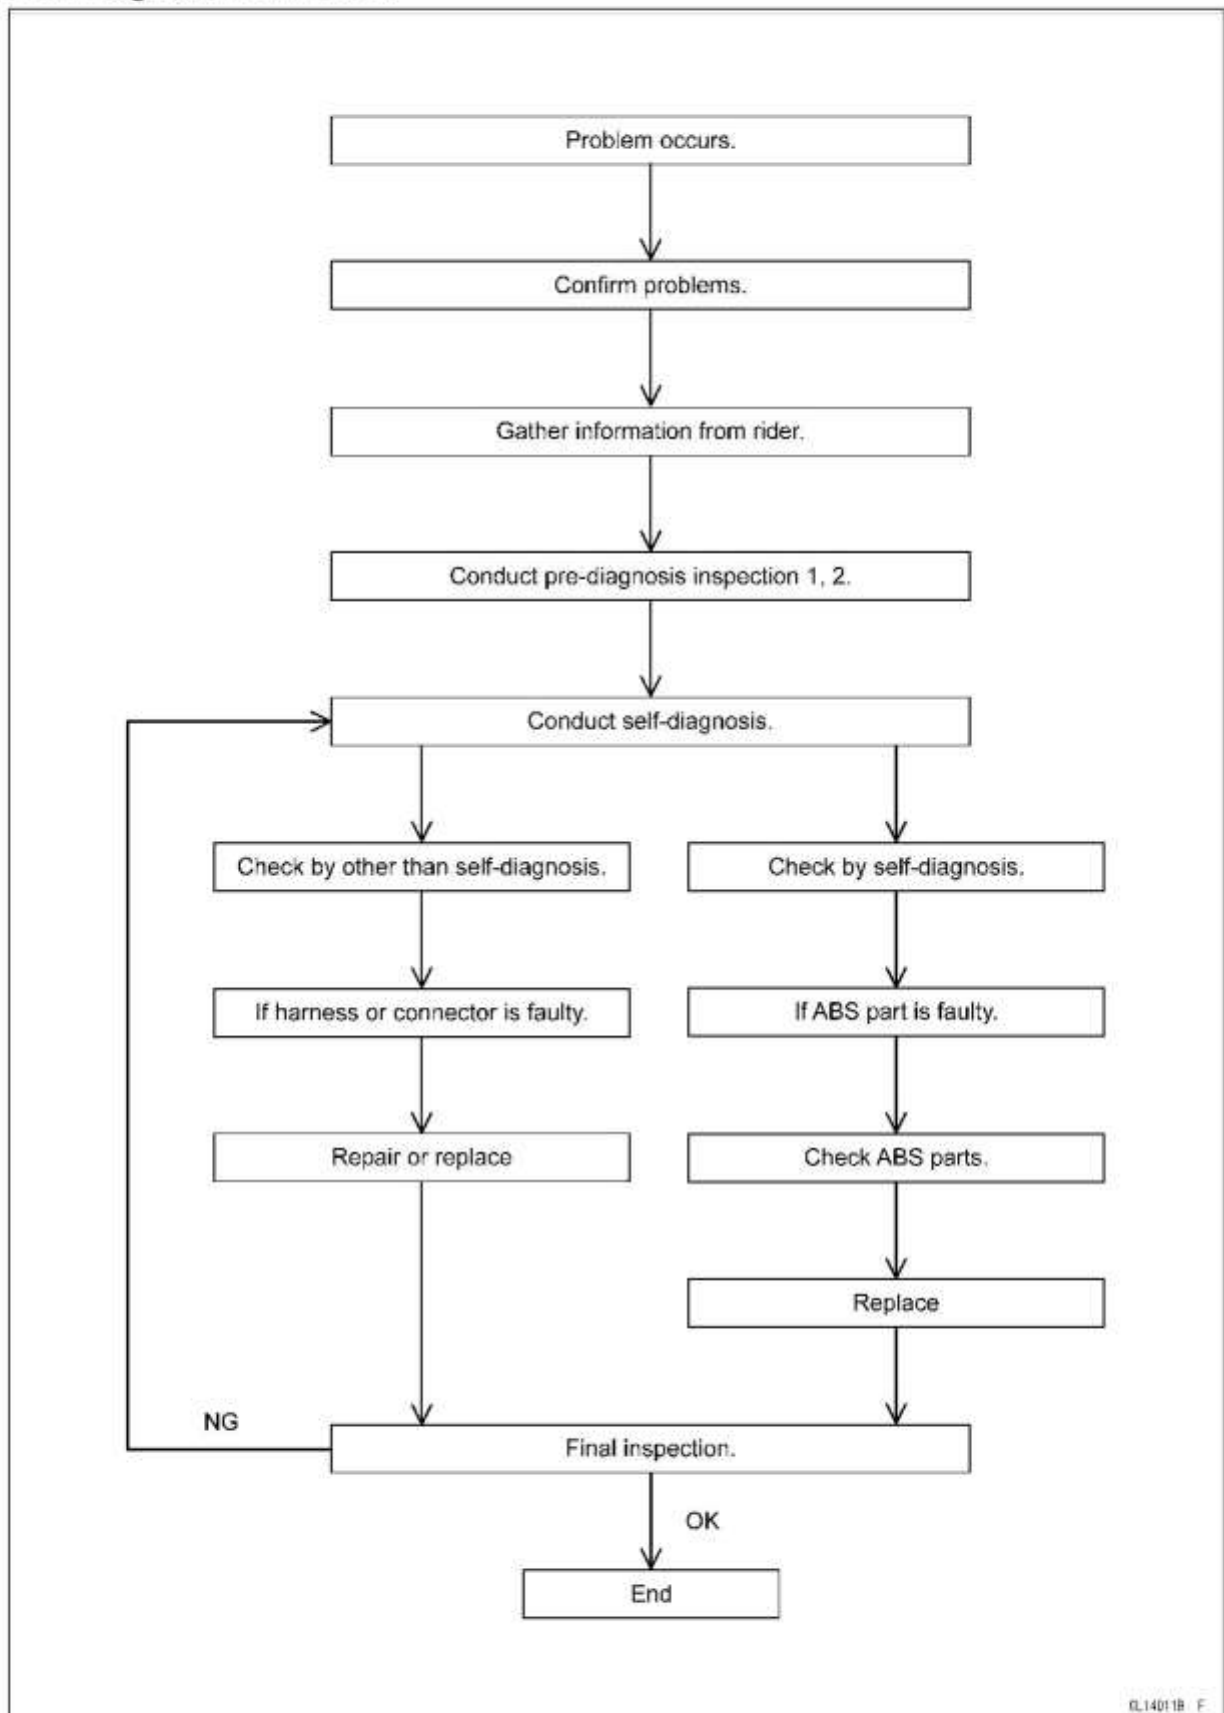 Problem occurs.
Confirm problems.
Gather information from rider.
Conduct pre-diagnosis inspection 1, 2.
Conduct self-diagnosis.
Check by other than self-diagnosis.
Check by self-diagnosis.
If harness or connector is faulty.
If ABS part is faulty.
Repair or replace
Check ABS parts.
Replace
NG
Final inspection.
OK
End